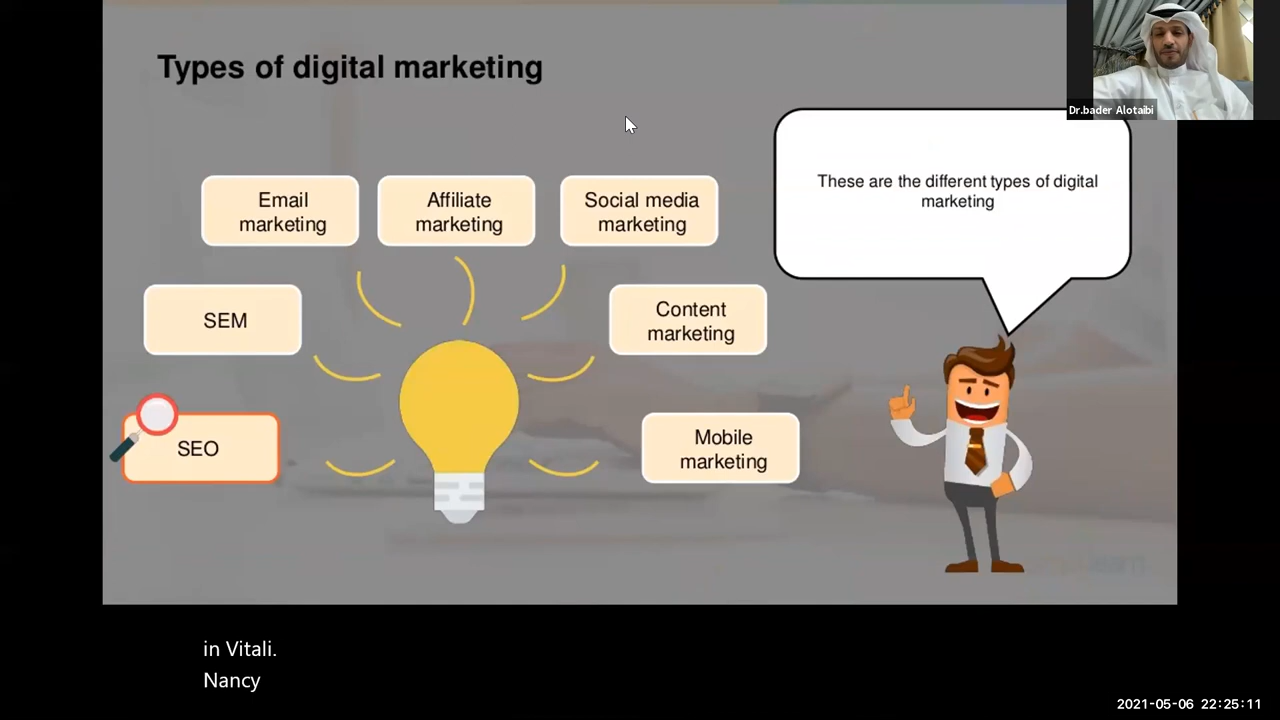 Types of digital marketing
Dr.bader Alotaibi
These are the different types of digital
marketing
Email
marketing
Affiliate
marketing
Social media
marketing
SEM
Content
marketing
SEO
Mobile
marketing
in Vitali.
Nancy
2021-05-06 22:25:11